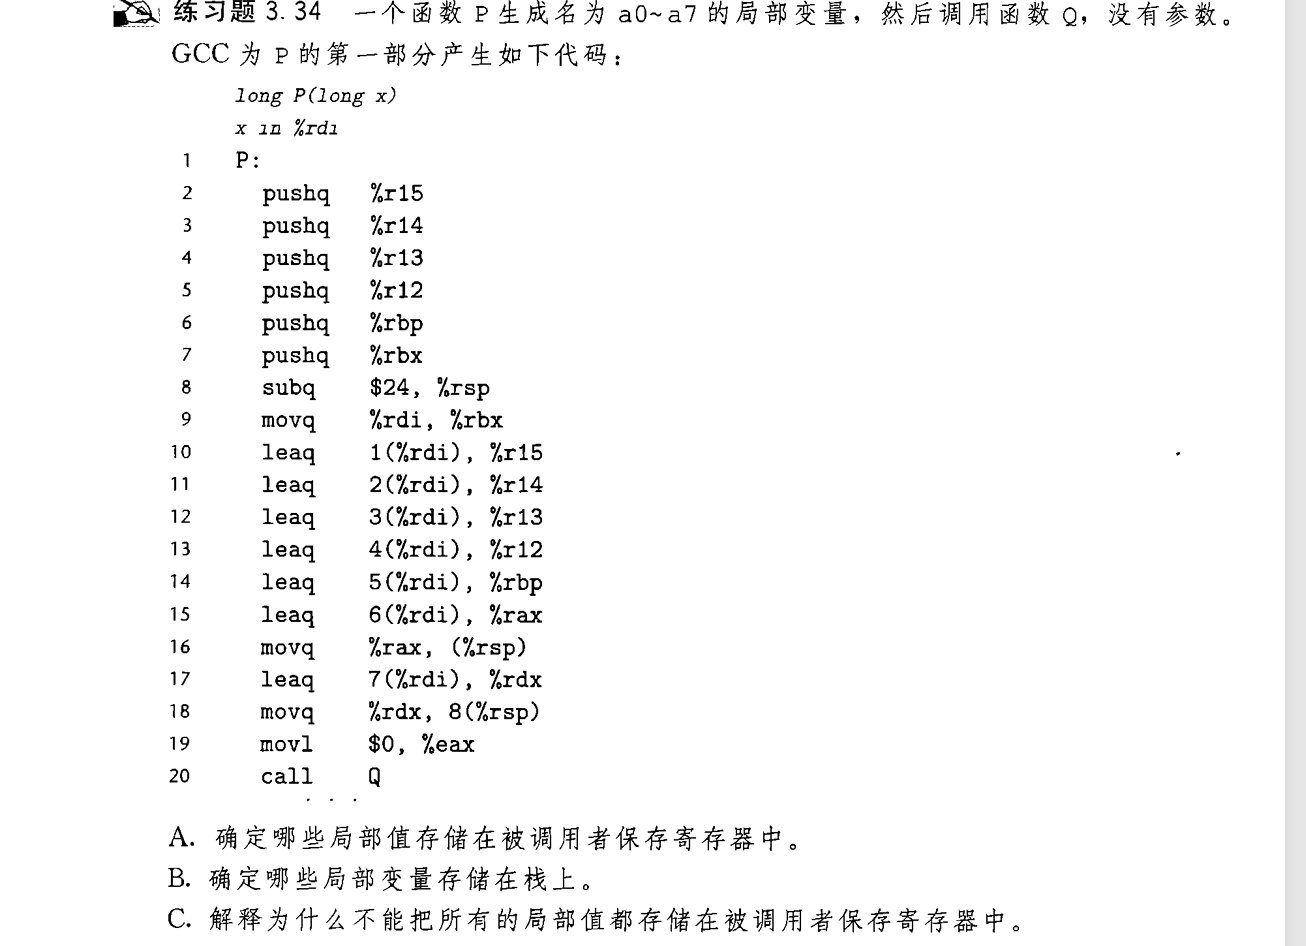 练习题 3.34 一个函数 P 生成名为 a0~a7 的局部变量，然后调用函数 Q，没有参数。
GCC 为 P 的第一部分产生如下代码：
long P(long x)
x in %rdi
1 P:
2 pushq %r15
3 pushq %r14
4 pushq %r13
5 pushq %r12
6 pushq %rbp
7 pushq %rbx
8 subq $24, %rsp
9 movq %rdi, %rbx
10 leaq 1(%rdi), %r15
11 leaq 2(%rdi), %r14
12 leaq 3(%rdi), %r13
13 leaq 4(%rdi), %r12
14 leaq 5(%rdi), %rbp
15 leaq 6(%rdi), %rax
16 movq %rax, (%rsp)
17 leaq 7(%rdi), %rdx
18 movq %rdx, 8(%rsp)
19 movl $0, %eax
20 call Q
. . .
A. 确定哪些局部值存储在被调用者保存寄存器中。
B. 确定哪些局部变量存储在栈上。
C. 解释为什么不能把所有的局部值都存储在被调用者保存寄存器中。